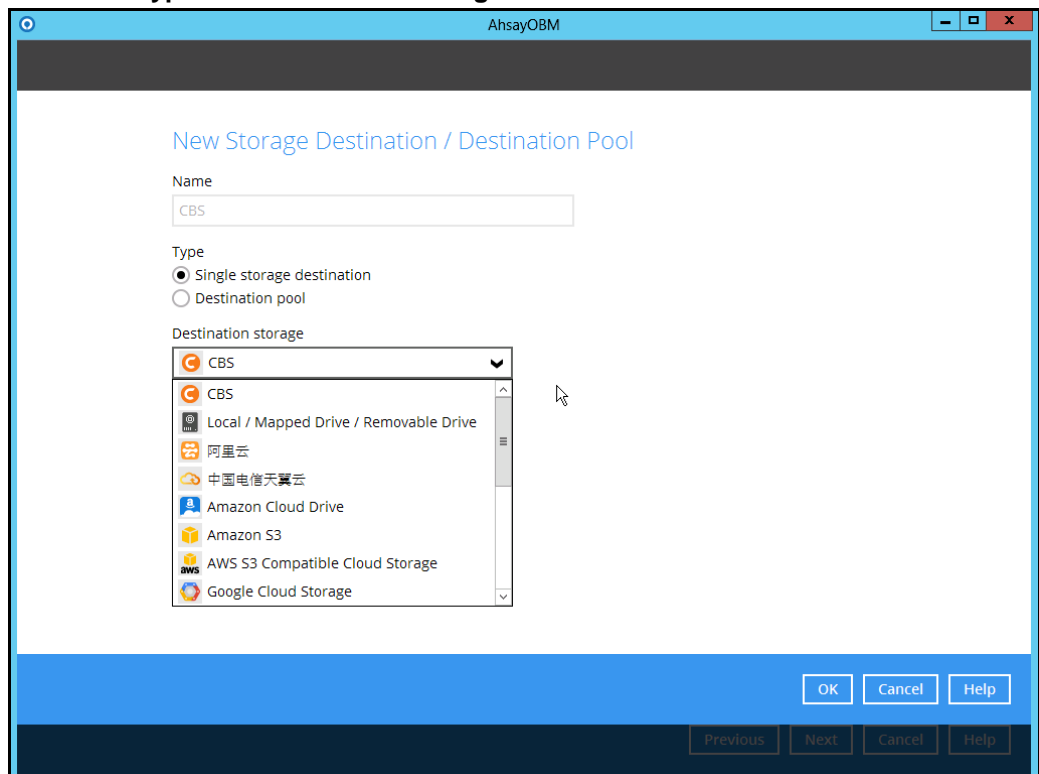 AhsayOBM
New Storage Destination / Destination Pool
Name
CBS
Type
Single storage destination
Destination pool
Destination storage
CBS
CBS
Local / Mapped Drive / Removable Drive
阿里云
中国电信天翼云
Amazon Cloud Drive
Amazon S3
aws AWS S3 Compatible Cloud Storage
Google Cloud Storage
OK Cancel Help
Previous Next Cancel Help